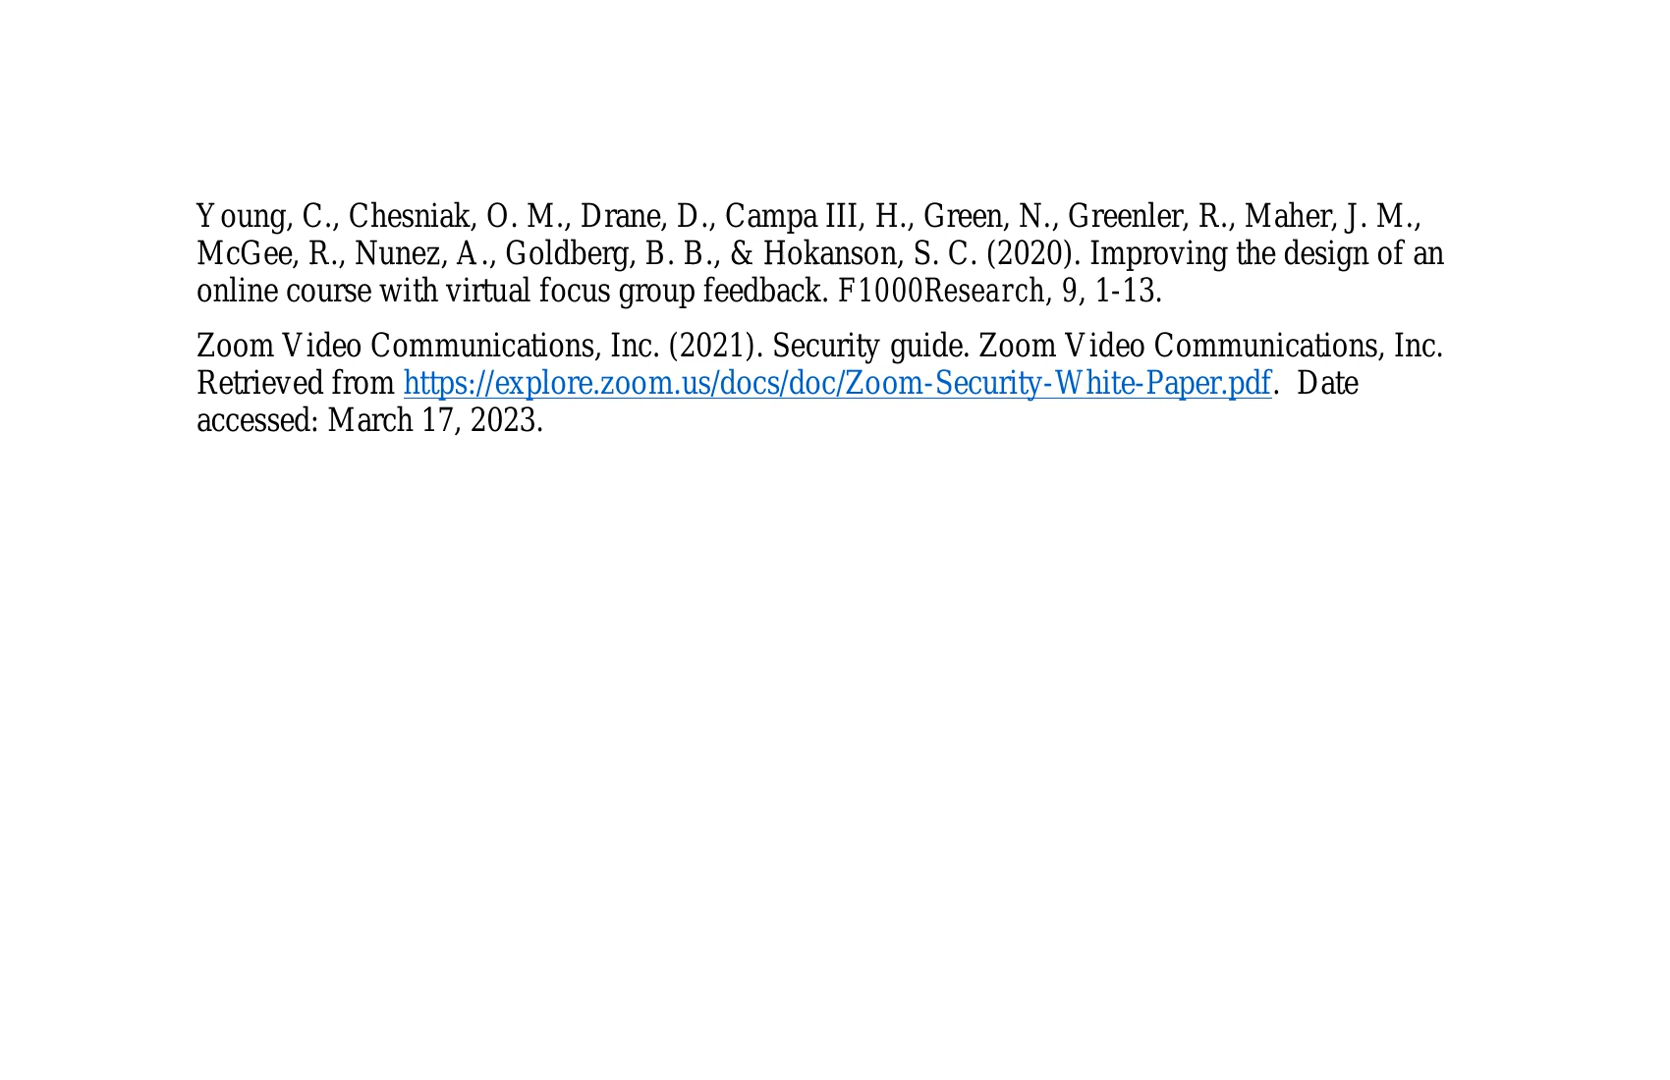 Young, C., Chesniak, O. M., Drane, D., Campa III, H., Green, N., Greenler, R., Maher, J. M.,
McGee, R., Nunez, A., Goldberg, B. B., & Hokanson, S. C. (2020). Improving the design of an
online course with virtual focus group feedback. F1000Research, 9, 1-13.
Zoom Video Communications, Inc. (2021). Security guide. Zoom Video Communications, Inc.
Retrieved from https://explore.zoom.us/docs/doc/Zoom-Security-White-Paper.pdf.  Date
accessed: March 17, 2023.